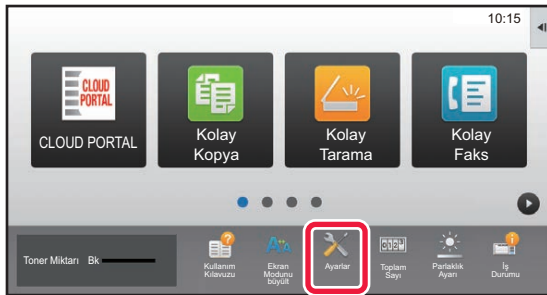 10:15
CLOUD
PORTAL
CLOUD PORTAL
Kolay
Kopya
Kolay
Tarama
Kolay
Faks
Toner Miktarı Bk
Kullanım
Kılavuzu
Ekran
Modunu
büyült
Ayarlar
Toplam
Sayı
Parlaklık
Ayarı
İş
Durumu